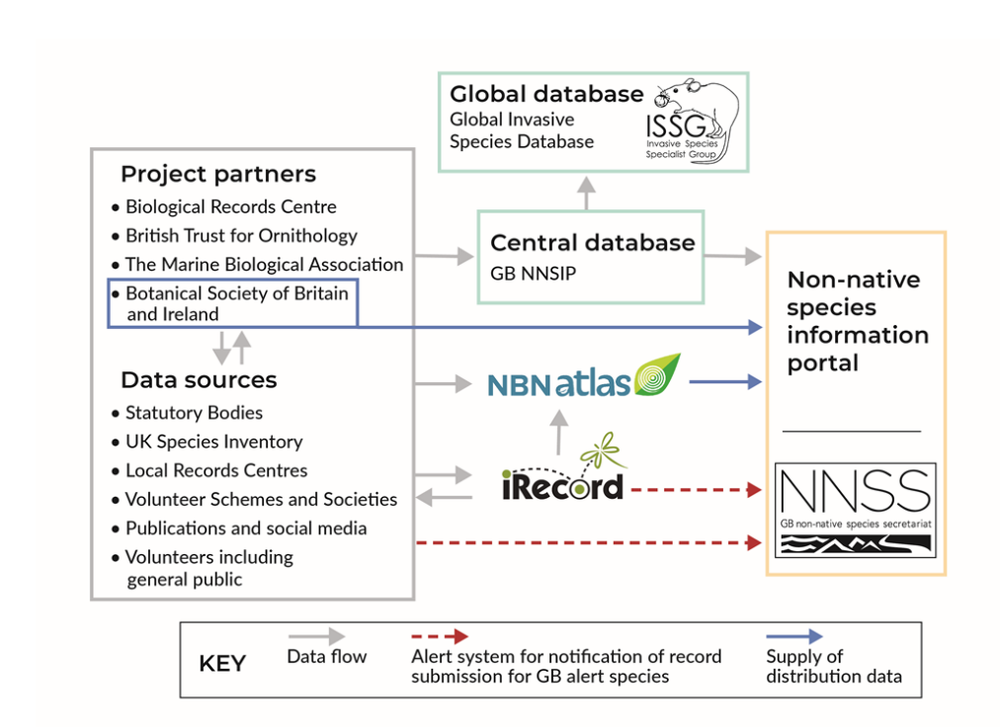 Global database
Global Invasive
Species Database
ISSG
Invasive Species
Specialist Group
Project partners
• Biological Records Centre
• British Trust for Ornithology
• The Marine Biological Association
• Botanical Society of Britain
and Ireland
Data sources
• Statutory Bodies
• UK Species Inventory
• Local Records Centres
• Volunteer Schemes and Societies
• Publications and social media
• Volunteers including
general public
Central database
GB NNSIP
NBN atlas
iRecord
Non-native
species
information
portal
NNSS
GB non-native species secretariat
KEY
Data flow
Alert system for notification of record
submission for GB alert species
Supply of
distribution data